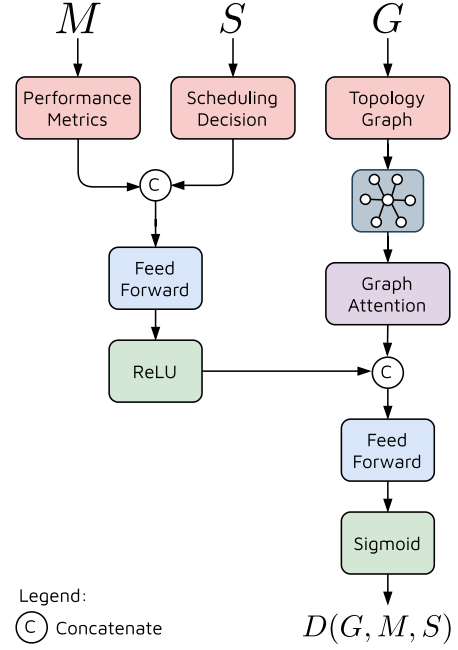 M
S
G
Performance
Metrics
Scheduling
Decision
Topology
Graph
C
Feed
Forward
Graph
Attention
ReLU
C
Feed
Forward
Sigmoid
Legend:
C Concatenate
D(G, M, S)